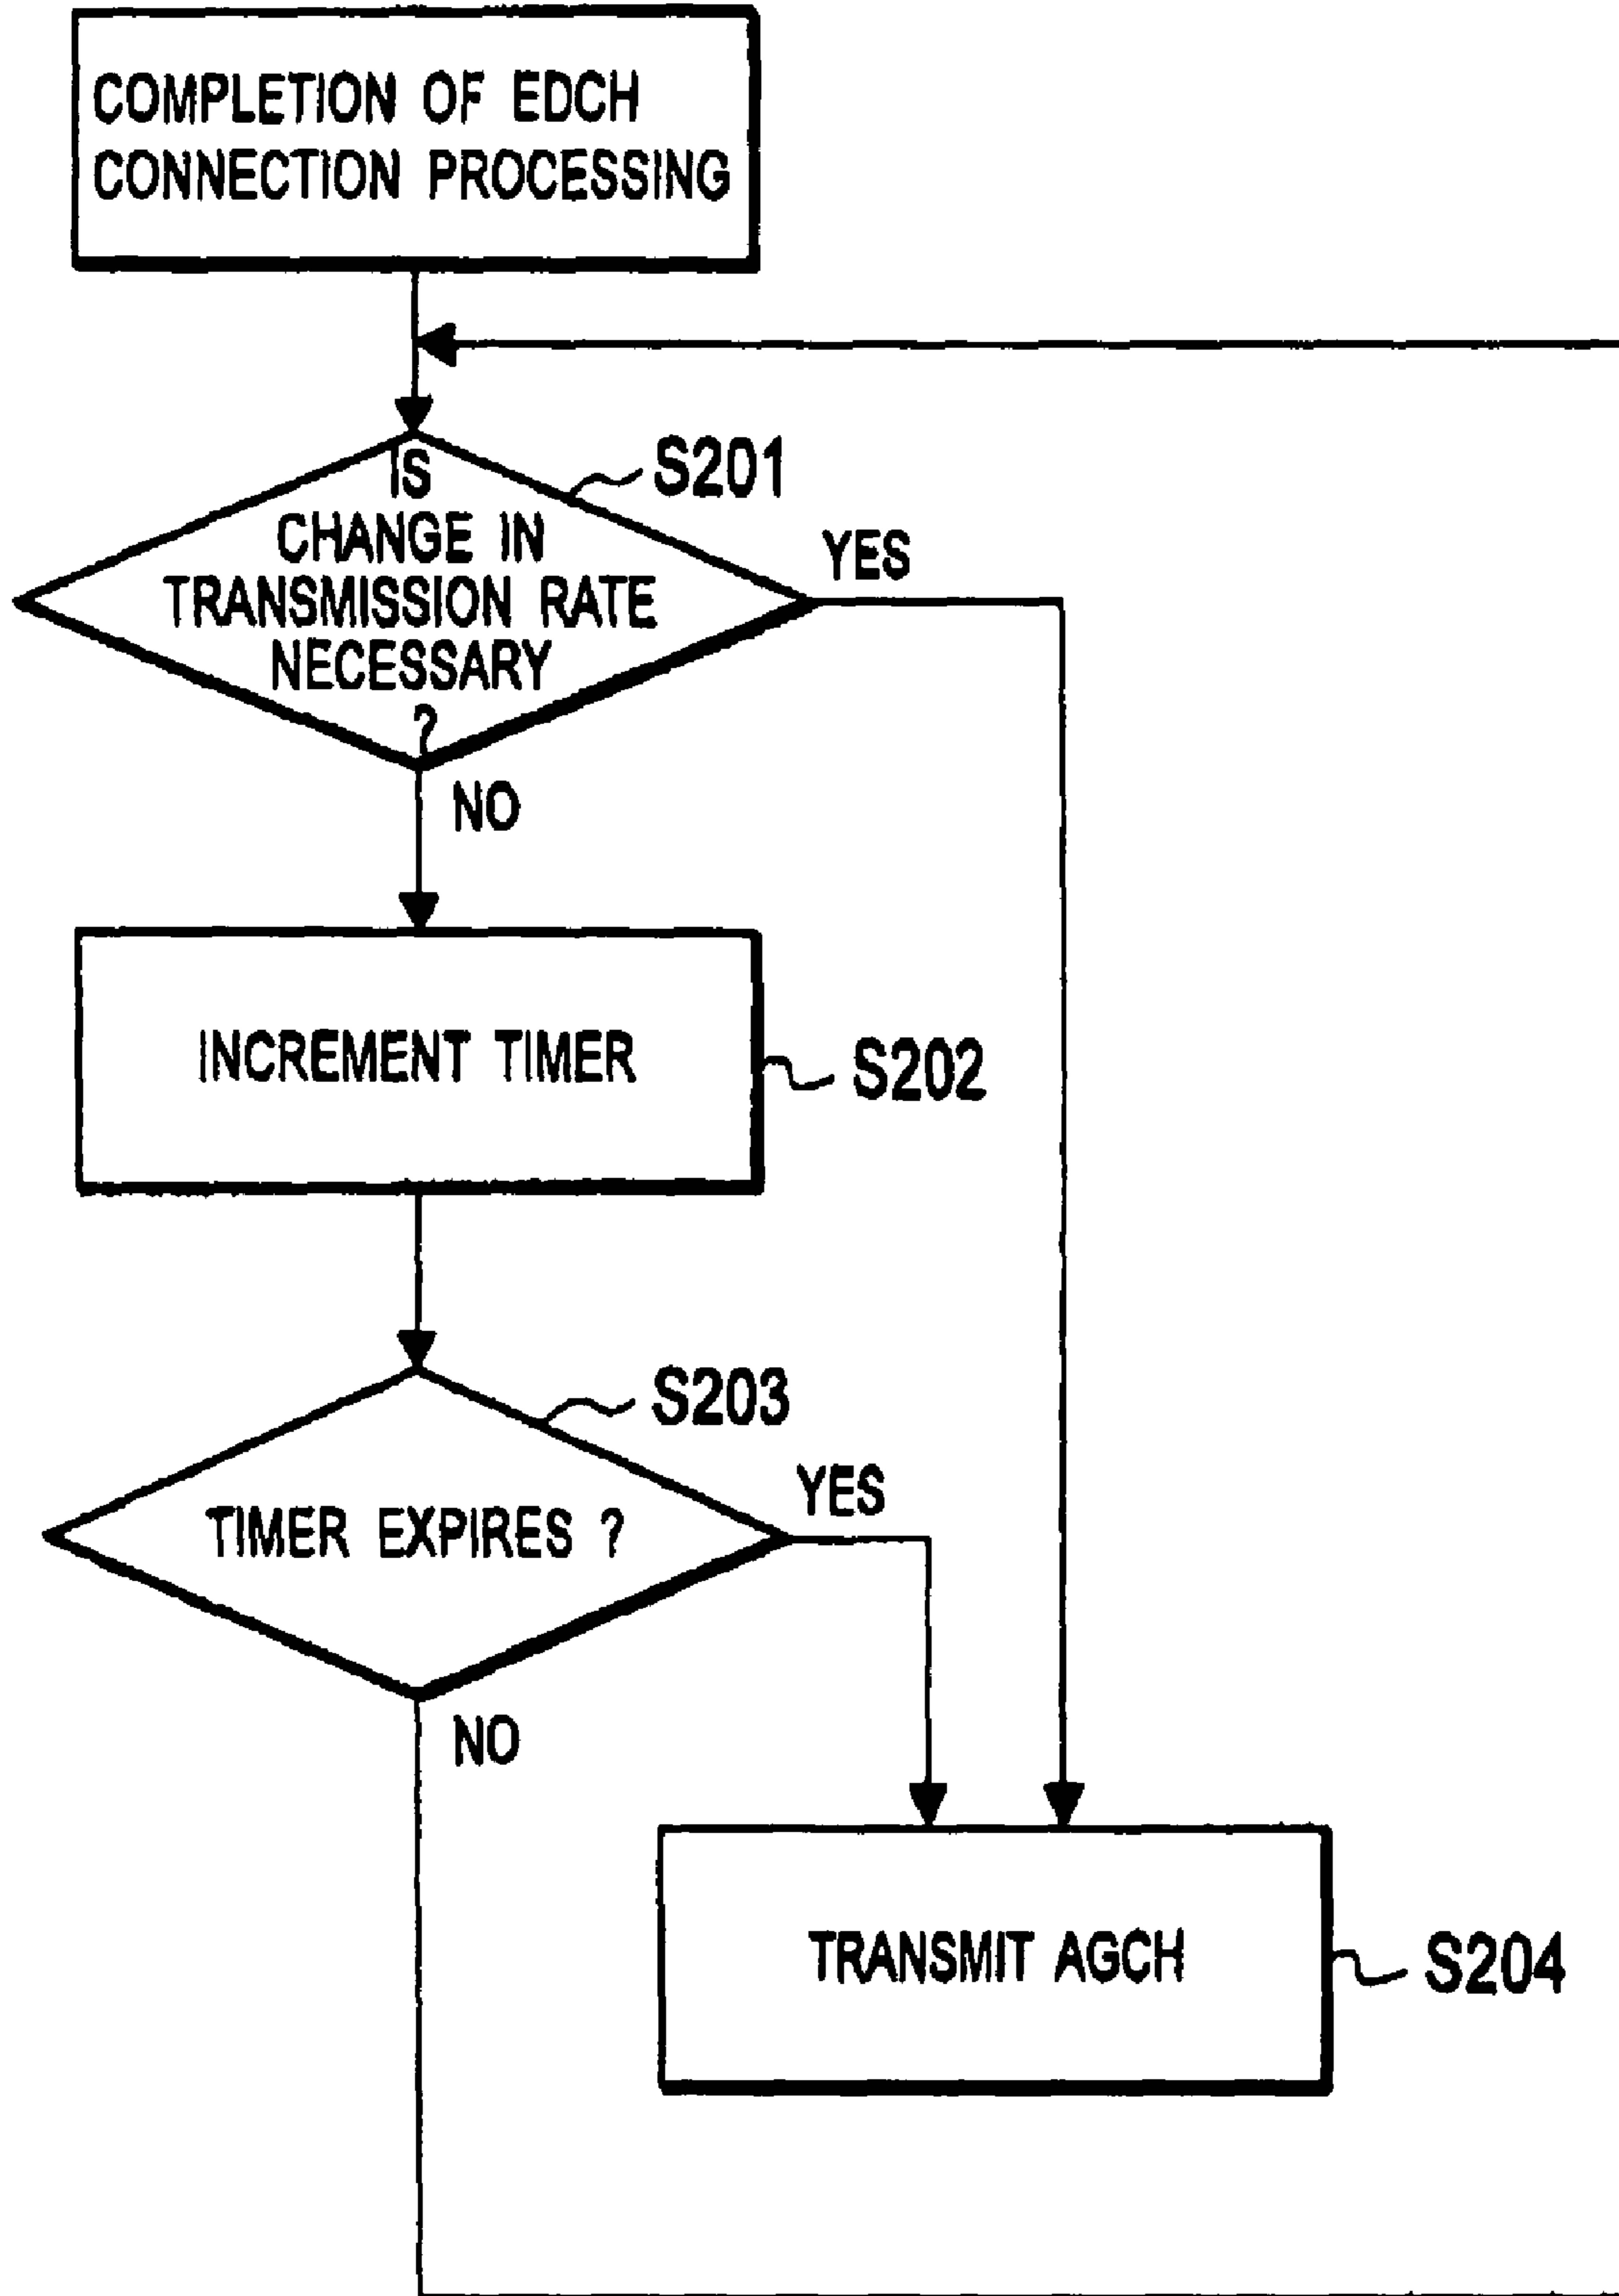 COMPLETION OF EDCH
CONNECTION PROCESSING
IS
CHANGE IN
TRANSMISSION RATE
NECESSARY
?
S201
YES
NO
INCREMENT TIMER
S202
S203
TIMER EXPIRES ?
YES
NO
TRANSMIT AGCH
S204